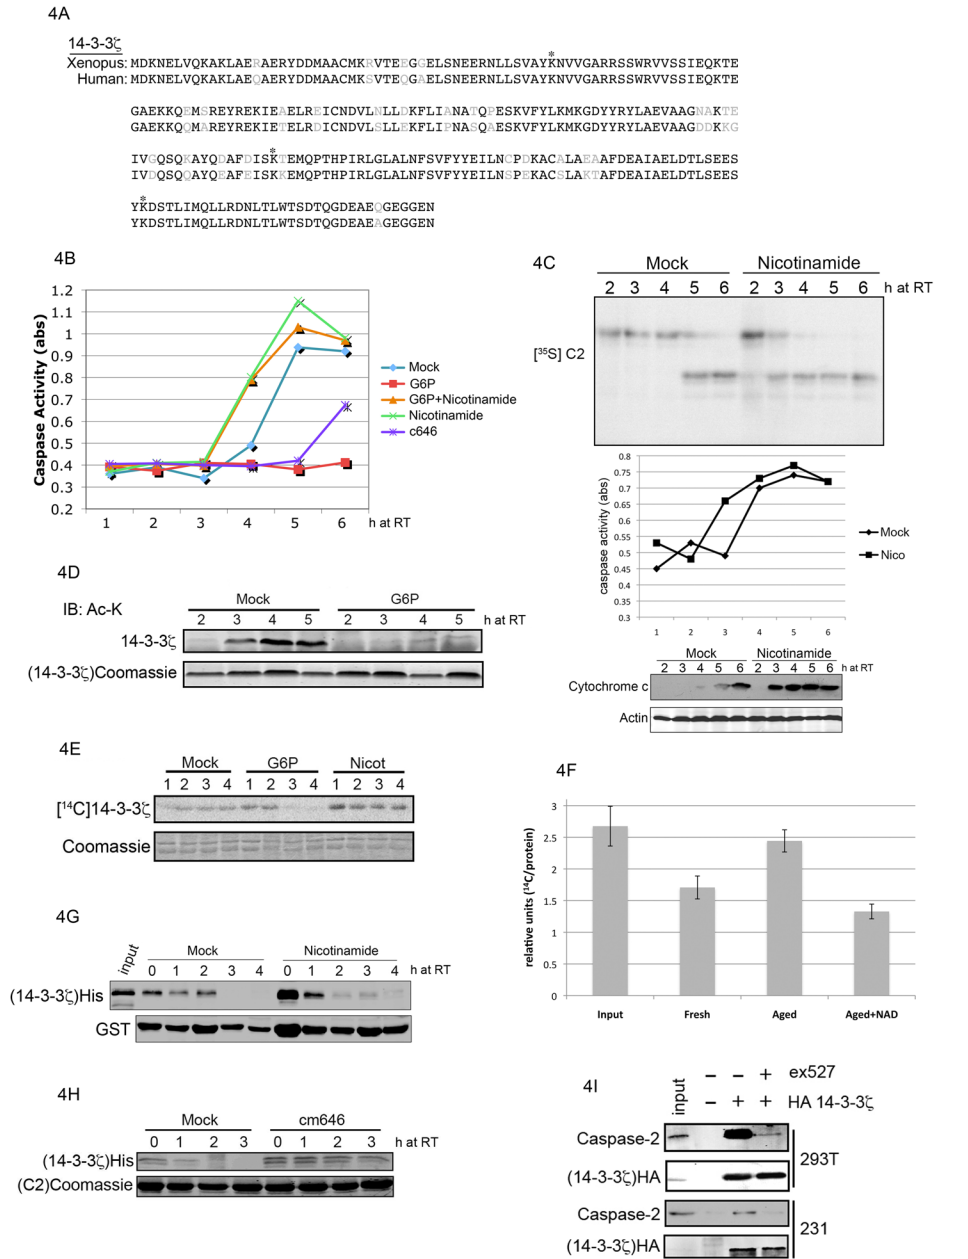 4A
14-3-3ζ
*
Xenopus: MDKNELVQKAKLAERAERYDDMAACMKRVTEEGGELSNEERNLLSVAYKNVVGARRSSWRVVSSIEQKTE
Human: MDKNELVQKAKLAEQAERYDDMAACMKSVTEQGAELSNEERNLLSVAYKNVVGARRSSWRVVSSIEQKTE
GAEKKQEMSREYREKIEAELREICNDVLNLLDKFLIANATQPESKVFYLKMKGDYYRYLAEVAAGNAKTE
GAEKKQQMAREYREKIETELRDICNDVLSLLEKFLIPNASQAESKVFYLKMKGDYYRYLAEVAAGDDKKG
*
IVGQSQKAYQDAFDISKTEMQPTHPIRLGLALNFSVFYYEILNCPDKACALAEAAFDEAIAELDTLSEES
IVDQSQQAYQEAFEISKKEMQPTHPIRLGLALNFSVFYYEILNSPEKACSLAKTAFDEAIAELDTLSEES
*
YKDSTLIMQLLRDNLTLWTSDTQGDEAEQGEGGEN
YKDSTLIMQLLRDNLTLWTSDTQGDEAEAGEGGEN
4B
Caspase Activity (abs)
1.2
1.1
1
0.9
0.8
0.7
0.6
0.5
0.4
0.3
0.2
1 2 3 4 5 6 h at RT
Mock
G6P
G6P+Nicotinamide
Nicotinamide
c646
4C
Mock Nicotinamide
2 3 4 5 6 2 3 4 5 6 h at RT
[³⁵S] C2
caspase activity (abs)
0.8
0.75
0.7
0.65
0.6
0.55
0.5
0.45
0.4
0.35
0.3
1 2 3 4 5 6
Mock
Nico
Mock Nicotinamide
2 3 4 5 6 2 3 4 5 6 h at RT
Cytochrome c
Actin
4D
IB: Ac-K
Mock G6P
2 3 4 5 2 3 4 5 h at RT
14-3-3ζ
(14-3-3ζ)Coomassie
4E
Mock G6P Nicot
1 2 3 4 1 2 3 4 1 2 3 4
[¹⁴C]14-3-3ζ
Coomassie
4F
relative units (¹⁴C/protein)
3
2.5
2
1.5
1
0.5
0
Input Fresh Aged Aged+NAD
4G
input
Mock Nicotinamide
0 1 2 3 4 0 1 2 3 4 h at RT
(14-3-3ζ)His
GST
4H
Mock cm646
0 1 2 3 0 1 2 3 h at RT
(14-3-3ζ)His
(C2)Coomassie
4I
input
– – + ex527
– + + HA 14-3-3ζ
Caspase-2
(14-3-3ζ)HA
293T
Caspase-2
(14-3-3ζ)HA
231